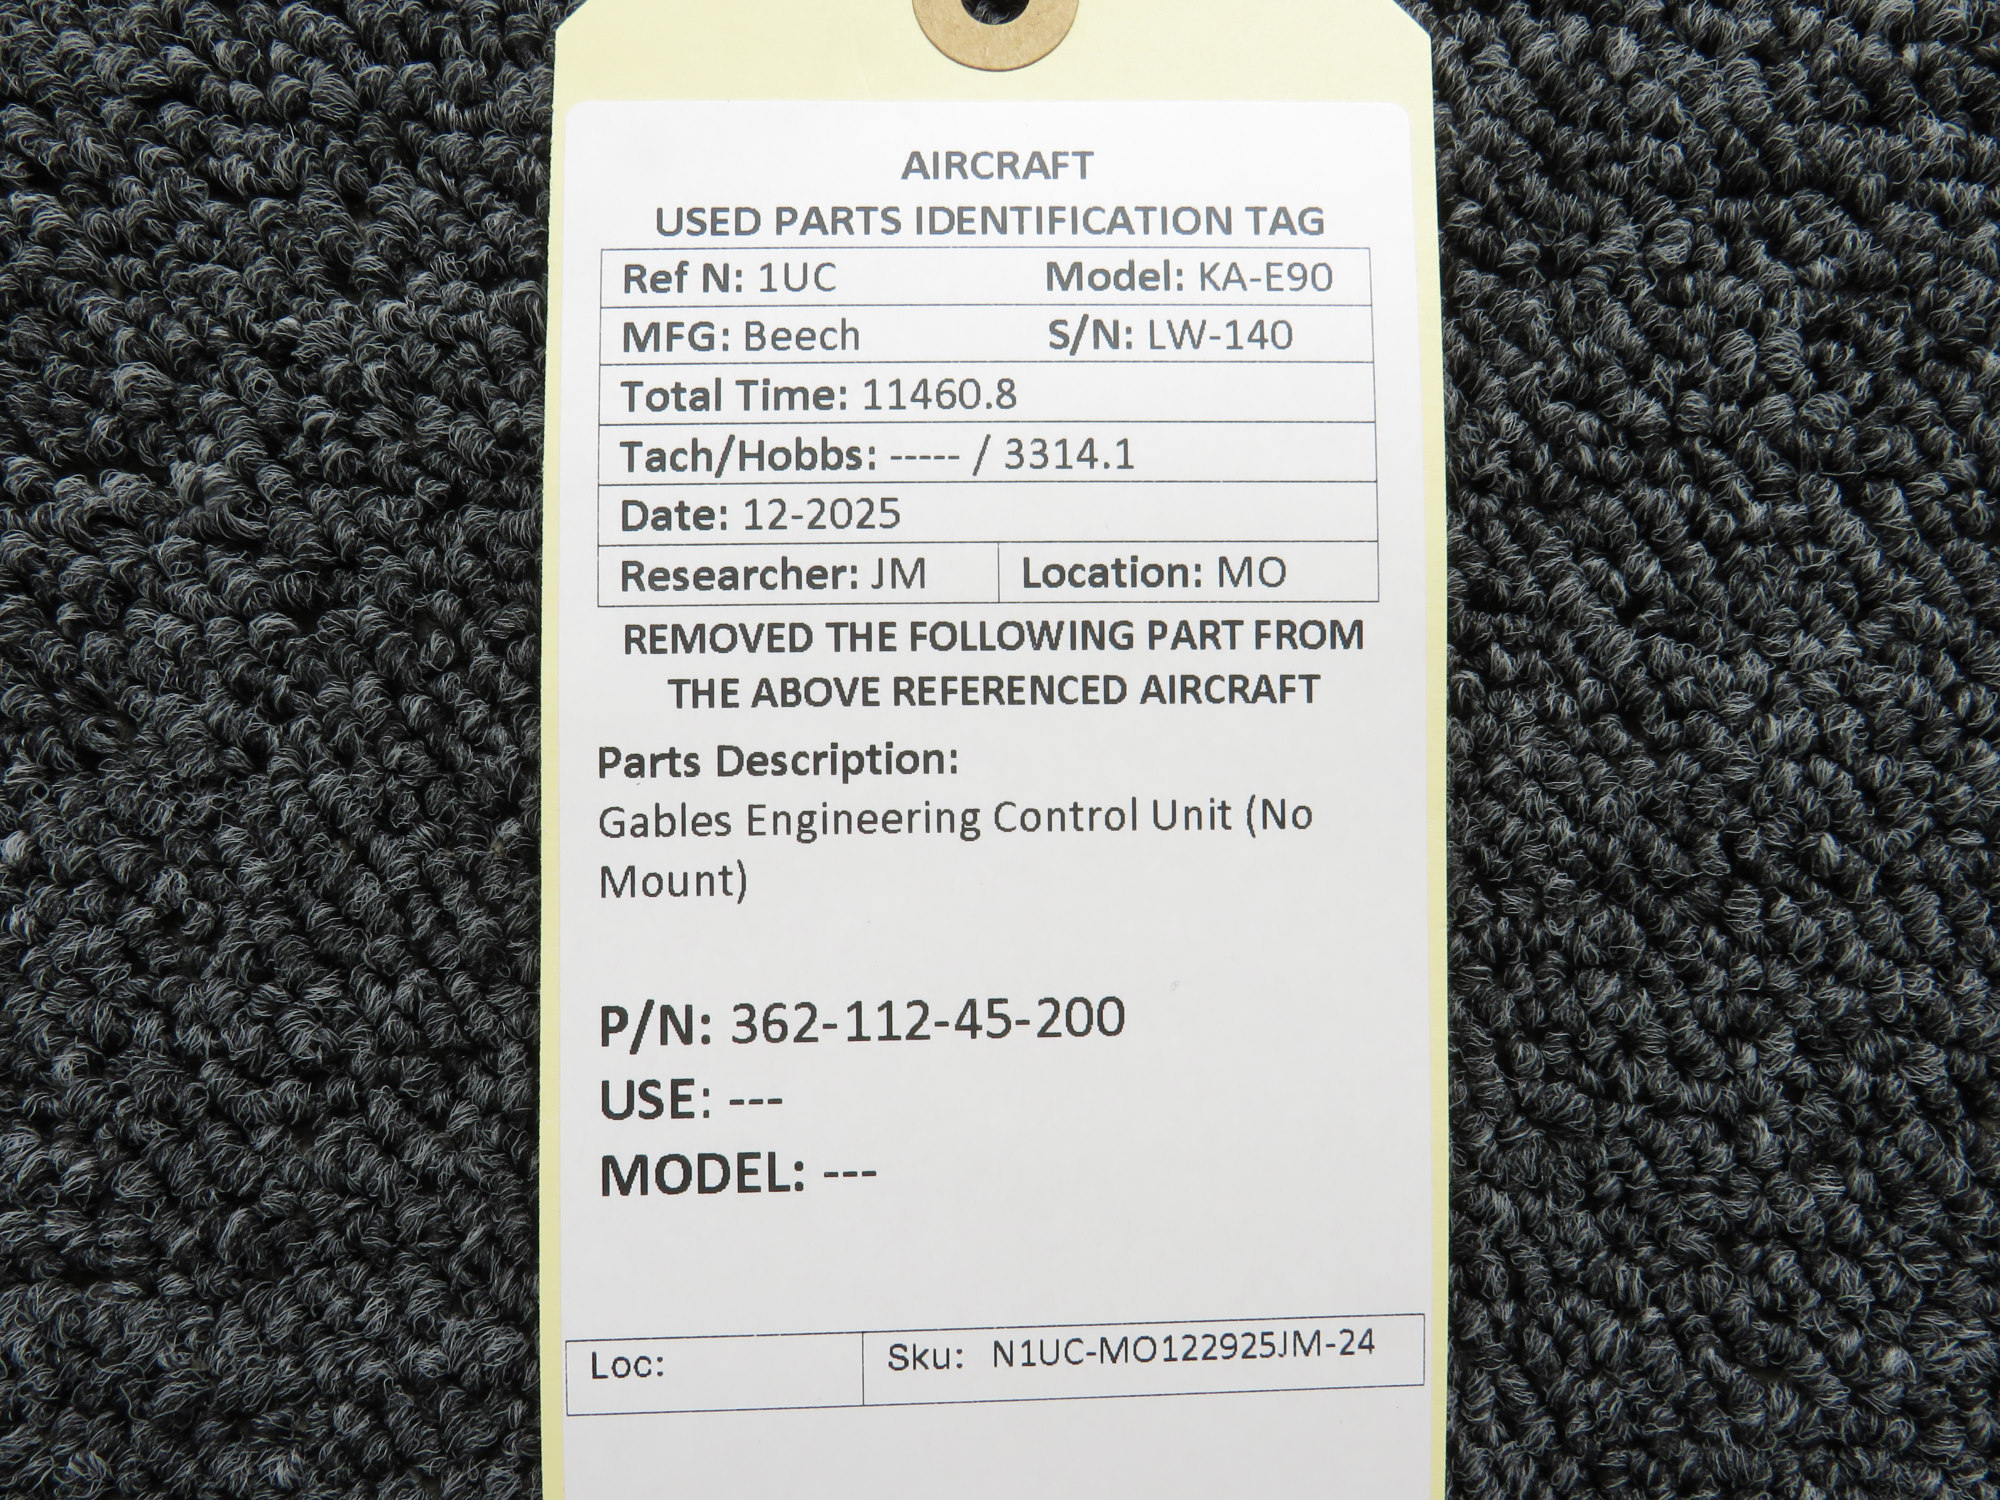 AIRCRAFT
USED PARTS IDENTIFICATION TAG
Ref N: 1UC Model: KA-E90
MFG: Beech S/N: LW-140
Total Time: 11460.8
Tach/Hobbs: ----- / 3314.1
Date: 12-2025
Researcher: JM Location: MO
REMOVED THE FOLLOWING PART FROM
THE ABOVE REFERENCED AIRCRAFT
Parts Description:
Gables Engineering Control Unit (No
Mount)
P/N: 362-112-45-200
USE: ---
MODEL: ---
Loc: Sku: N1UC-MO122925JM-24